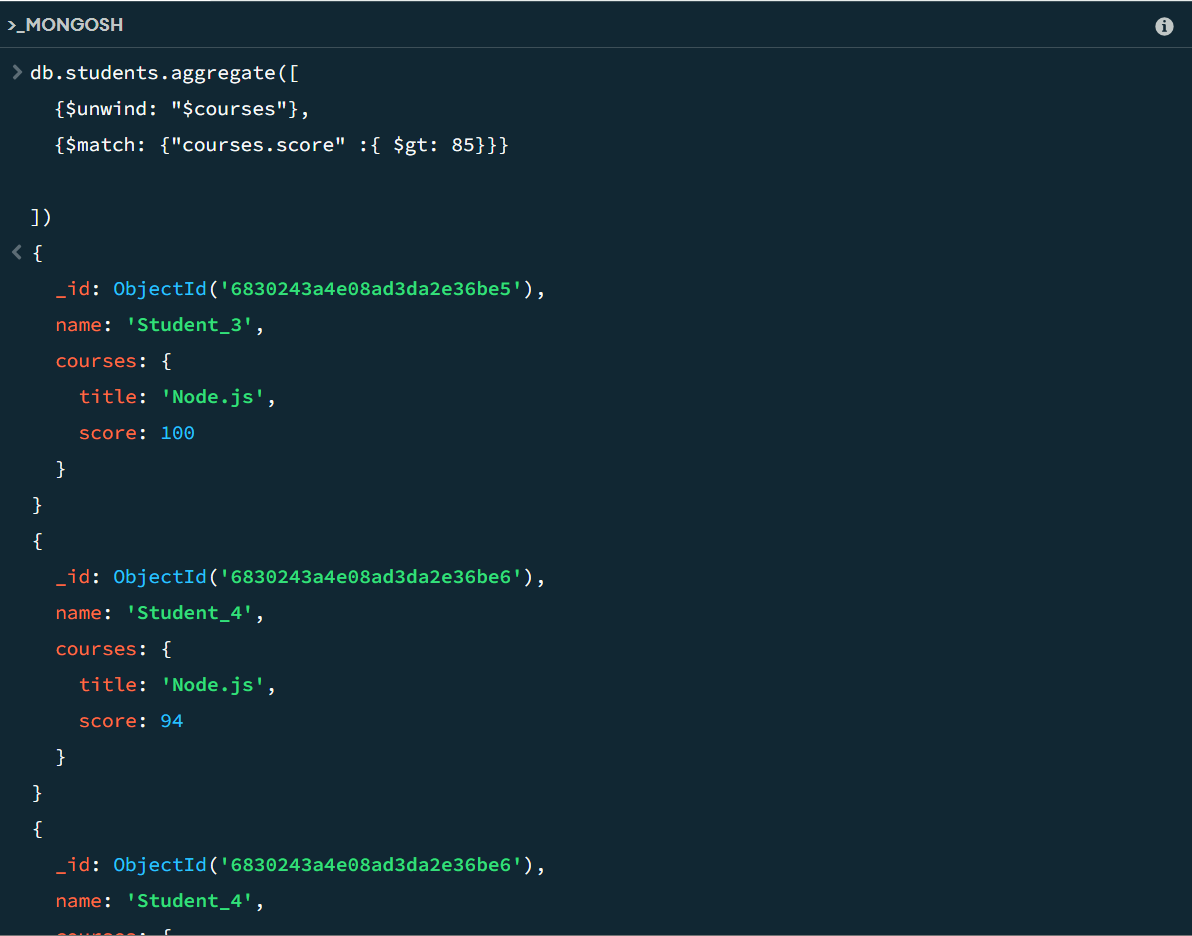 >_MONGOSH
db.students.aggregate([
{$unwind: "$courses"},
{$match: {"courses.score" :{ $gt: 85}}}
])
{
_id: ObjectId('6830243a4e08ad3da2e36be5'),
name: 'Student_3',
courses: {
title: 'Node.js',
score: 100
}
}
{
_id: ObjectId('6830243a4e08ad3da2e36be6'),
name: 'Student_4',
courses: {
title: 'Node.js',
score: 94
}
}
{
_id: ObjectId('6830243a4e08ad3da2e36be6'),
name: 'Student_4',
courses: {